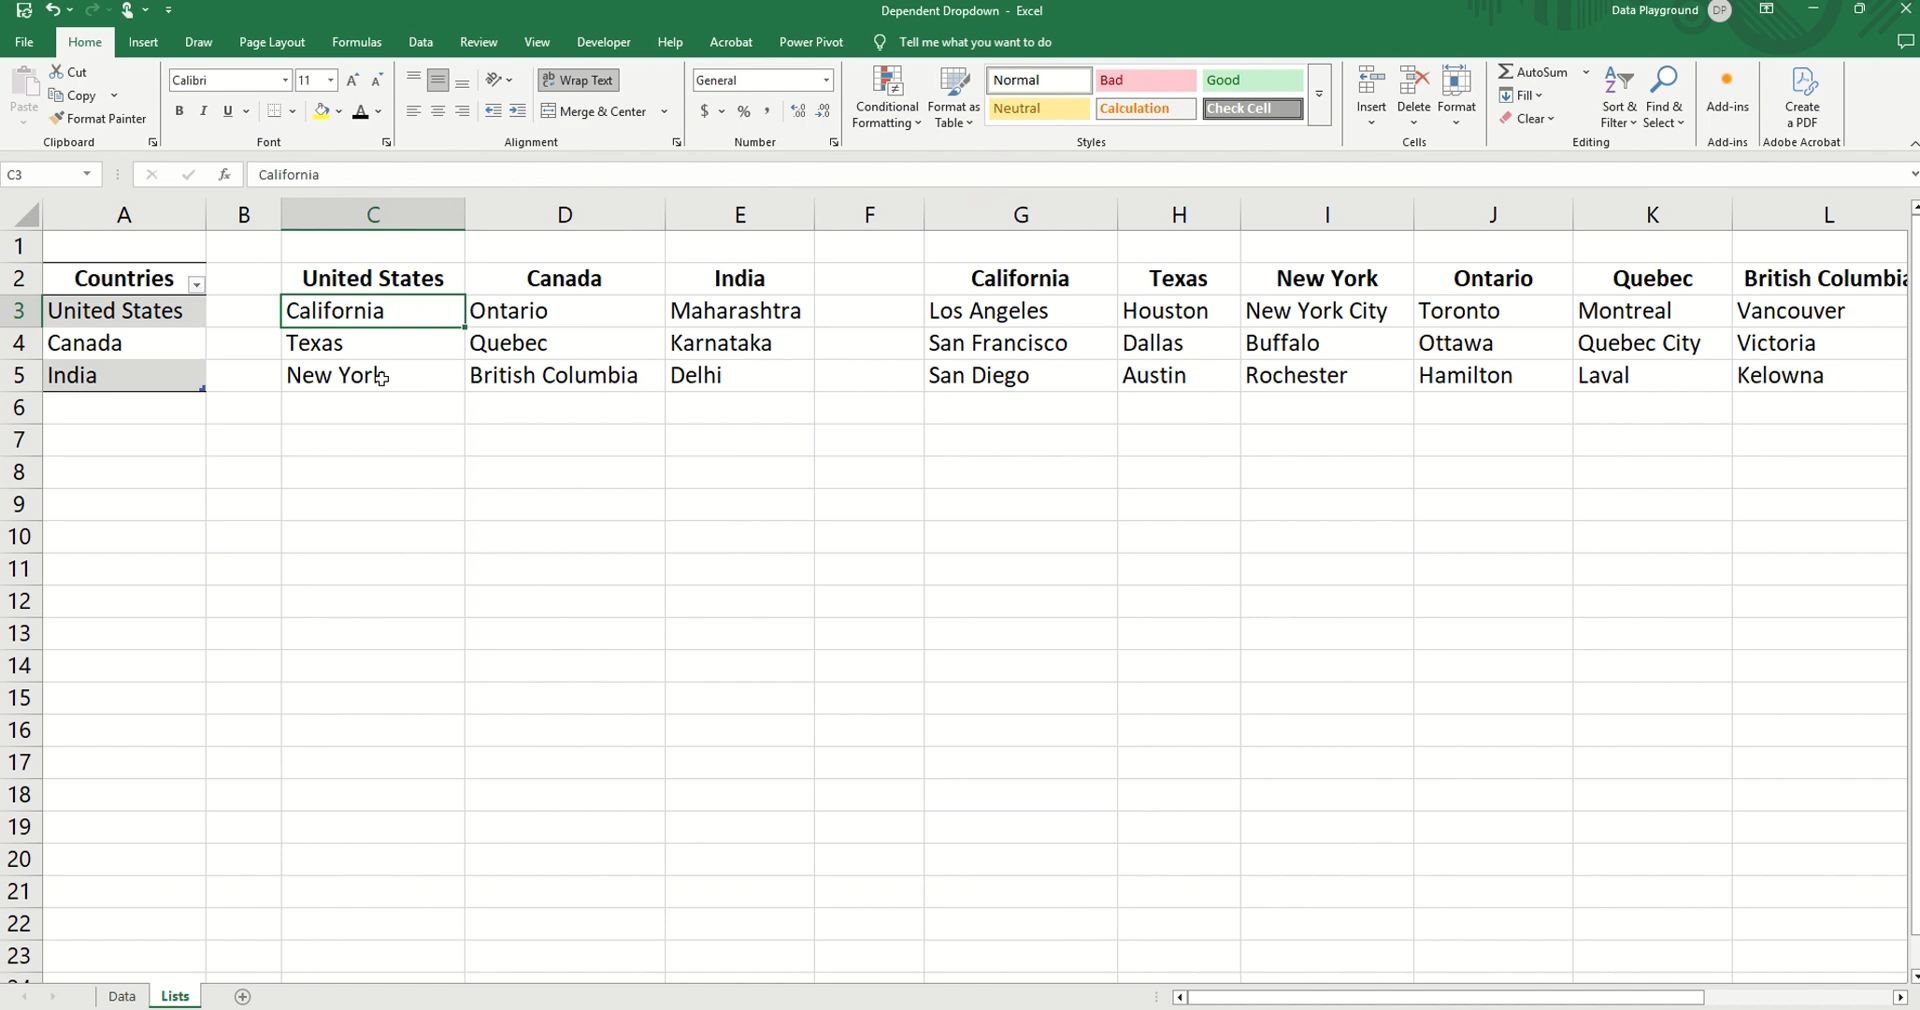 Dependent Dropdown - Excel
Data Playground DP
File Home Insert Draw Page Layout Formulas Data Review View Developer Help Acrobat Power Pivot Tell me what you want to do
Paste Cut Copy Format Painter Clipboard
Calibri 11 B I U A Font
ab Wrap Text Merge & Center Alignment
General $ % , Number
Conditional Formatting Format as Table
Normal Bad Good
Neutral Calculation Check Cell
Styles
Insert Delete Format Cells
AutoSum Fill Clear Sort & Filter Find & Select Editing
Add-ins Add-ins
Create a PDF Adobe Acrobat
C3 fx California
A B C D E F G H I J K L
1
2 Countries United States Canada India California Texas New York Ontario Quebec British Columbia
3 United States California Ontario Maharashtra Los Angeles Houston New York City Toronto Montreal Vancouver
4 Canada Texas Quebec Karnataka San Francisco Dallas Buffalo Ottawa Quebec City Victoria
5 India New York British Columbia Delhi San Diego Austin Rochester Hamilton Laval Kelowna
6
7
8
9
10
11
12
13
14
15
16
17
18
19
20
21
22
23
Data Lists